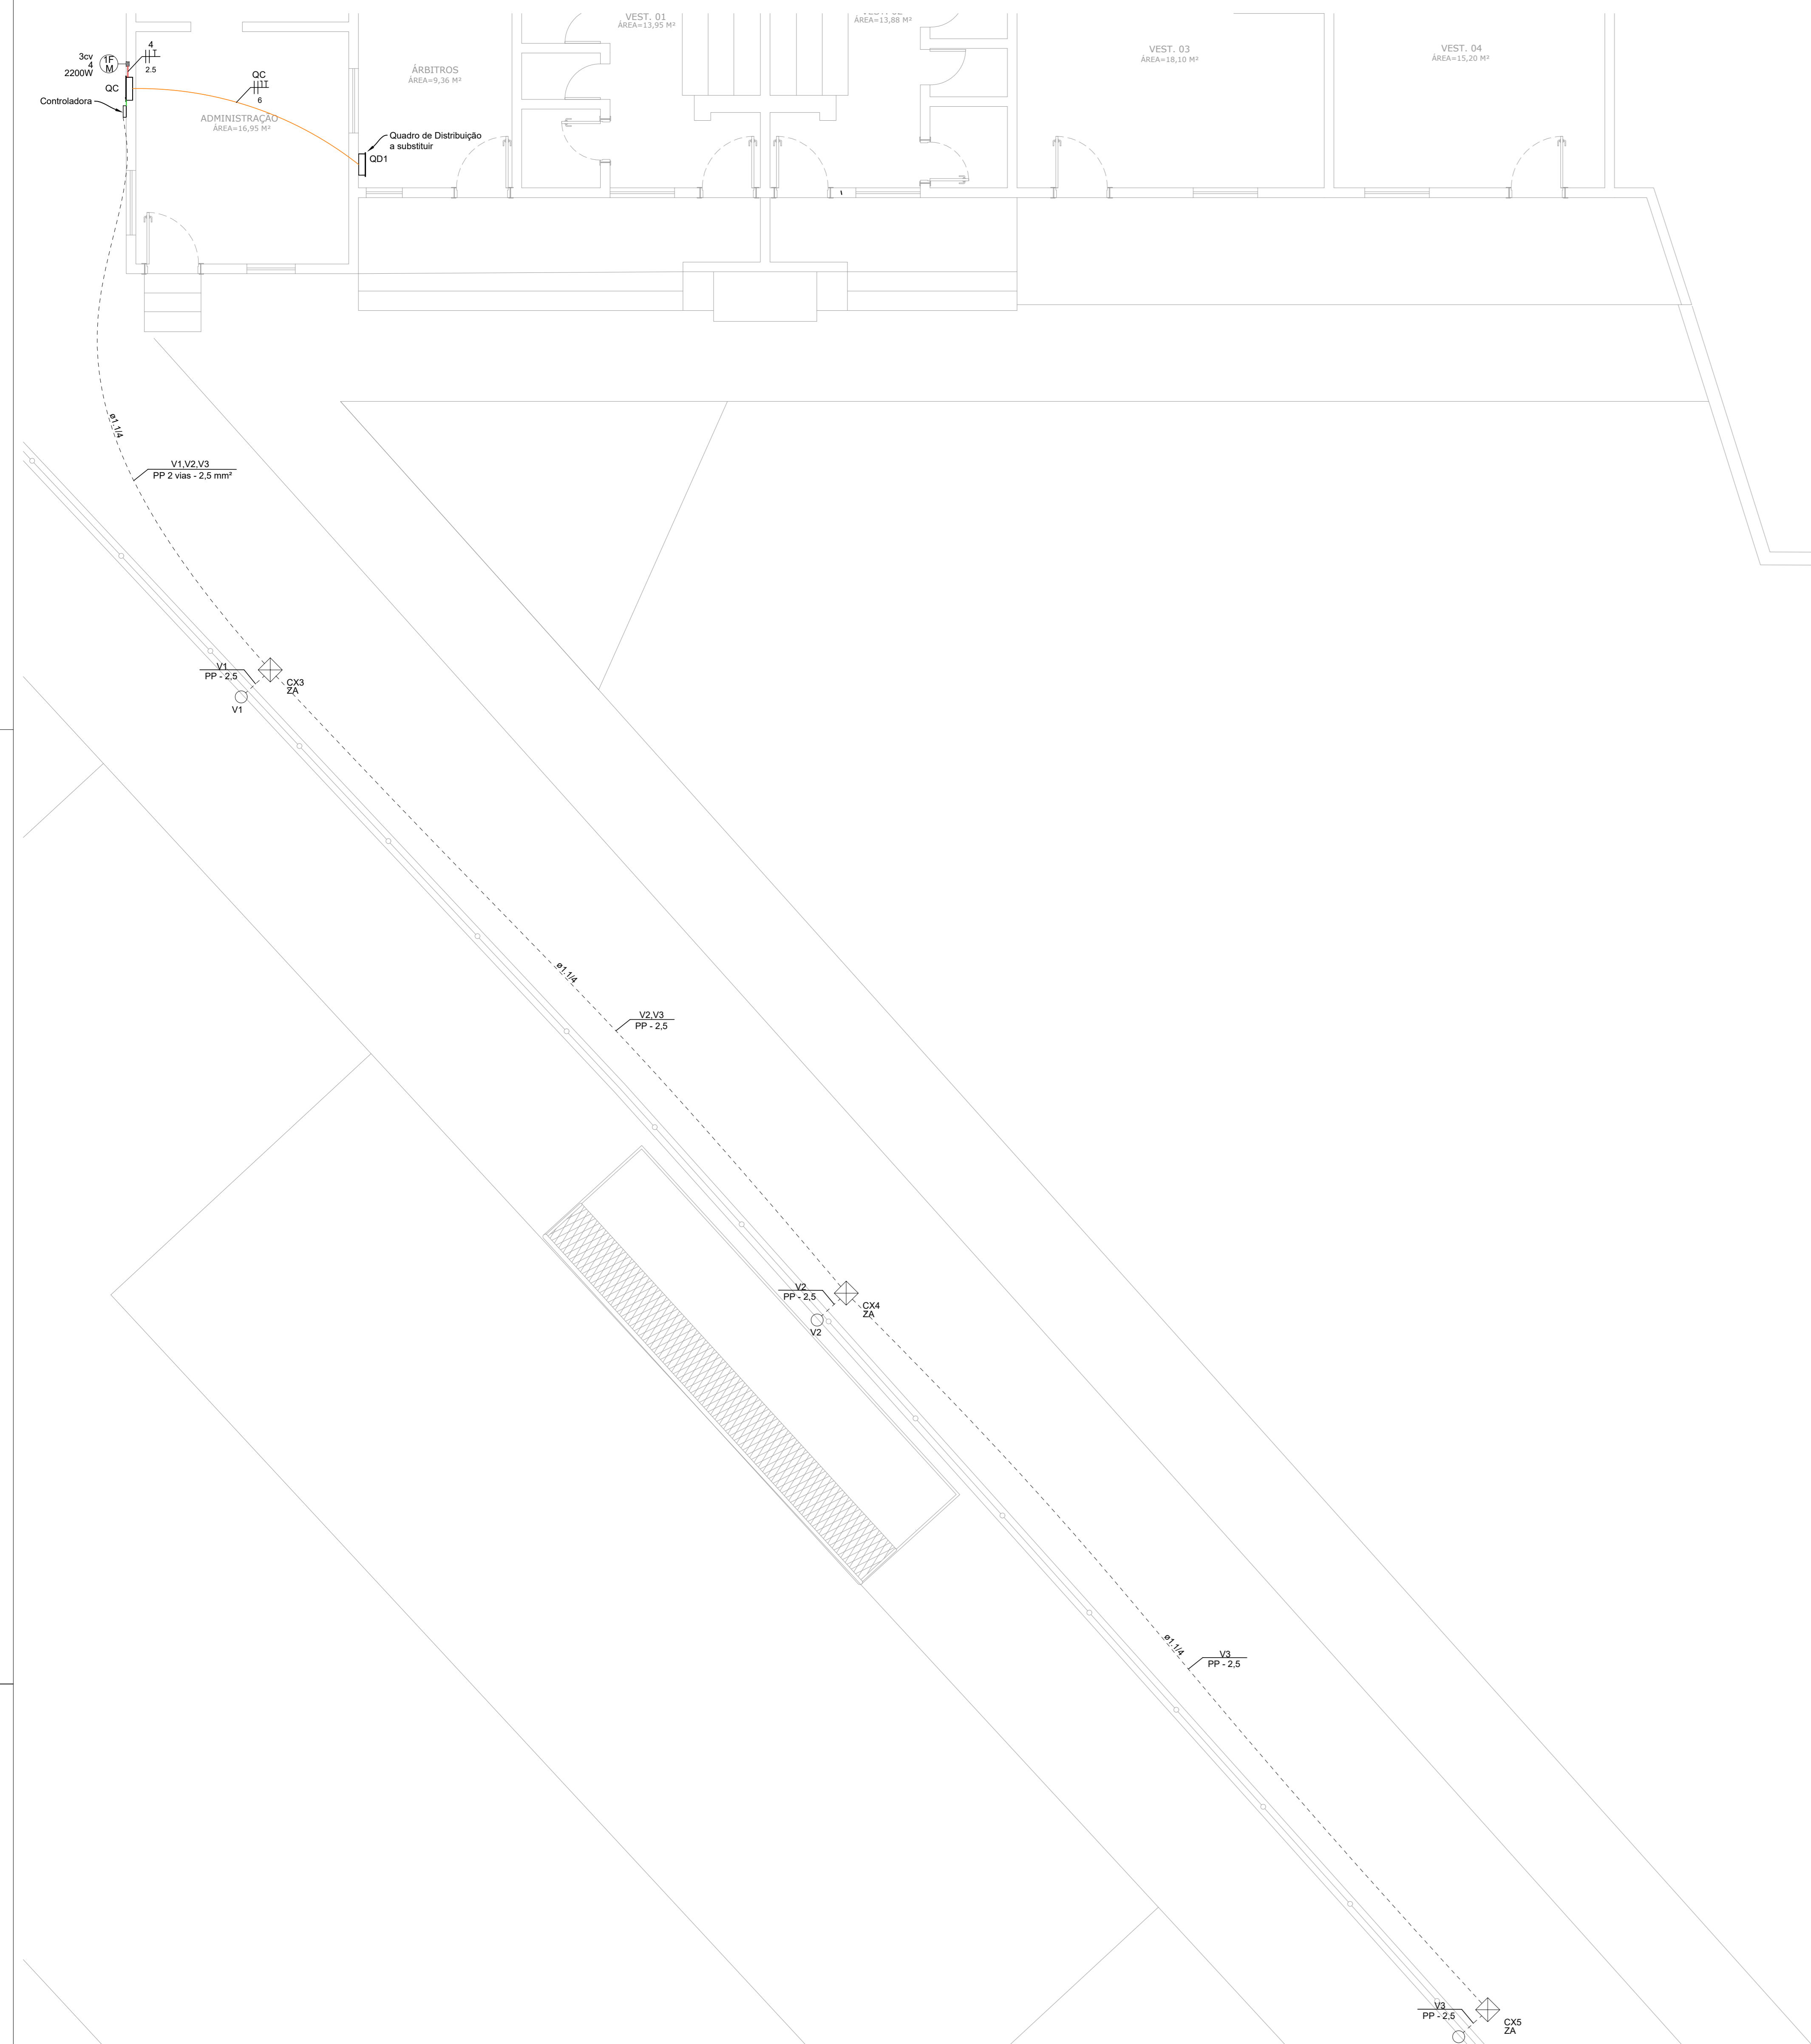 VEST. 01
ÁREA=13,95 M²
ÁREA=13,88 M²
VEST. 03
ÁREA=18,10 M²
VEST. 04
ÁREA=15,20 M²
ÁRBITROS
ÁREA=9,36 M²
3cv
4
2200W
1F
M
4
T
2.5
QC
QC
T
6
Controladora
ADMINISTRAÇÃO
ÁREA=16,95 M²
Quadro de Distribuição
a substituir
QD1
ø1.1/4
V1,V2,V3
PP 2 vias - 2,5 mm²
V1
PP - 2,5
CX3
ZA
V1
ø1.1/4
V2,V3
PP - 2,5
V2
PP - 2,5
CX4
ZA
V2
ø1.1/4
V3
PP - 2,5
V3
PP - 2,5
CX5
ZA